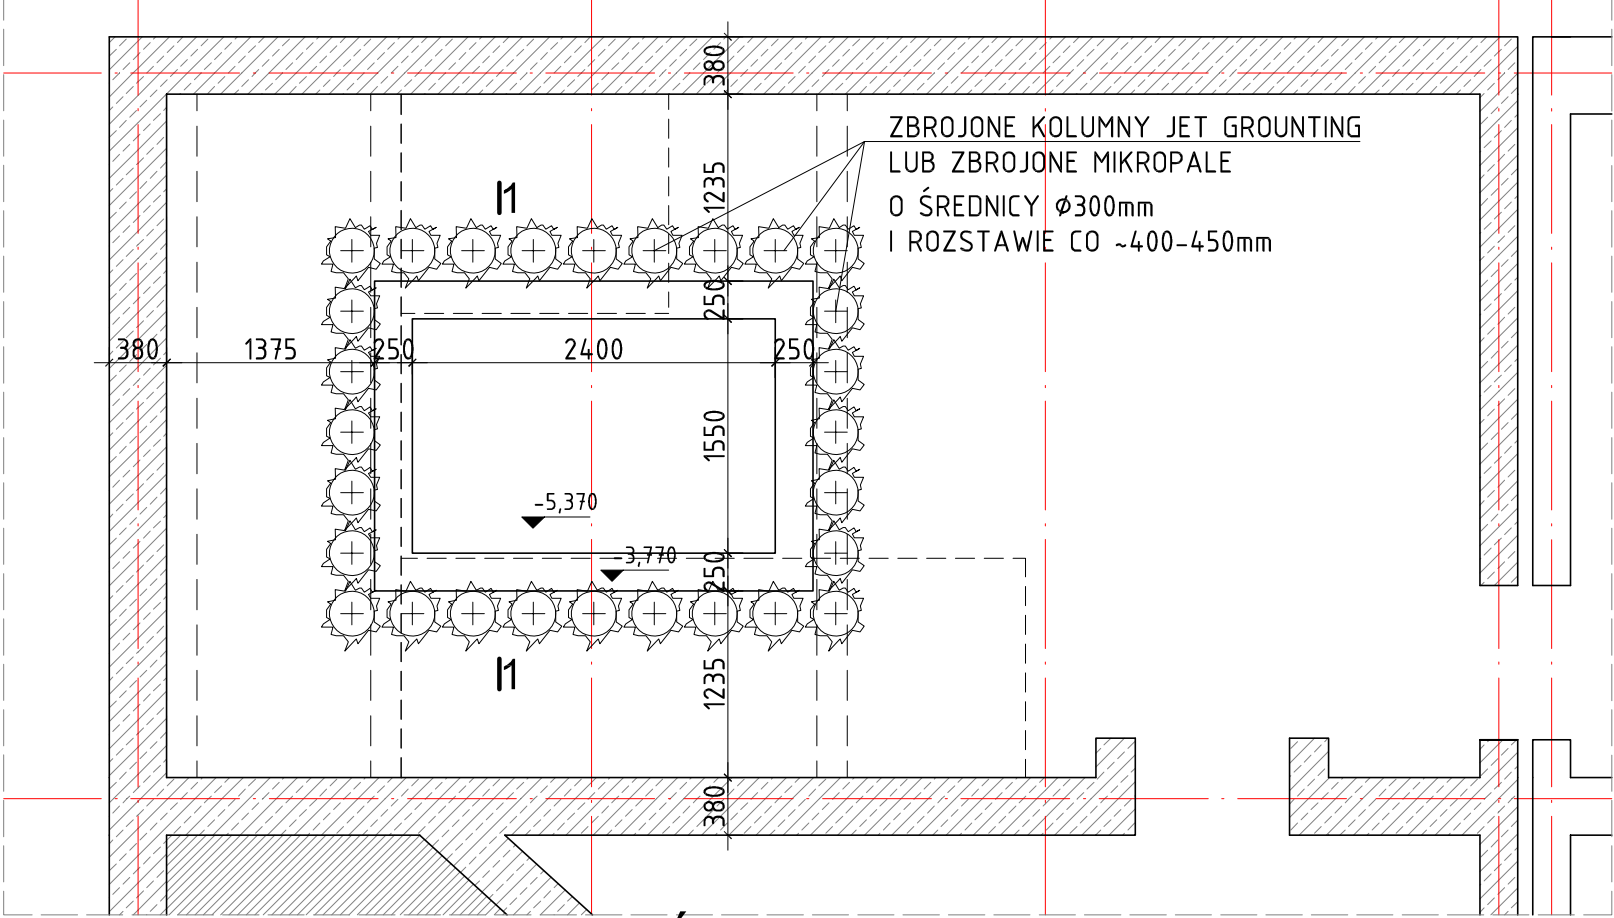 380
ZBROJONE KOLUMNY JET GROUNTING
LUB ZBROJONE MIKROPALE
O ŚREDNICY Ø300mm
I ROZSTAWIE CO ~400-450mm
1235
I1
250
380 1375 250 2400 250
1550
-5,370
-3,770
250
I1
1235
380